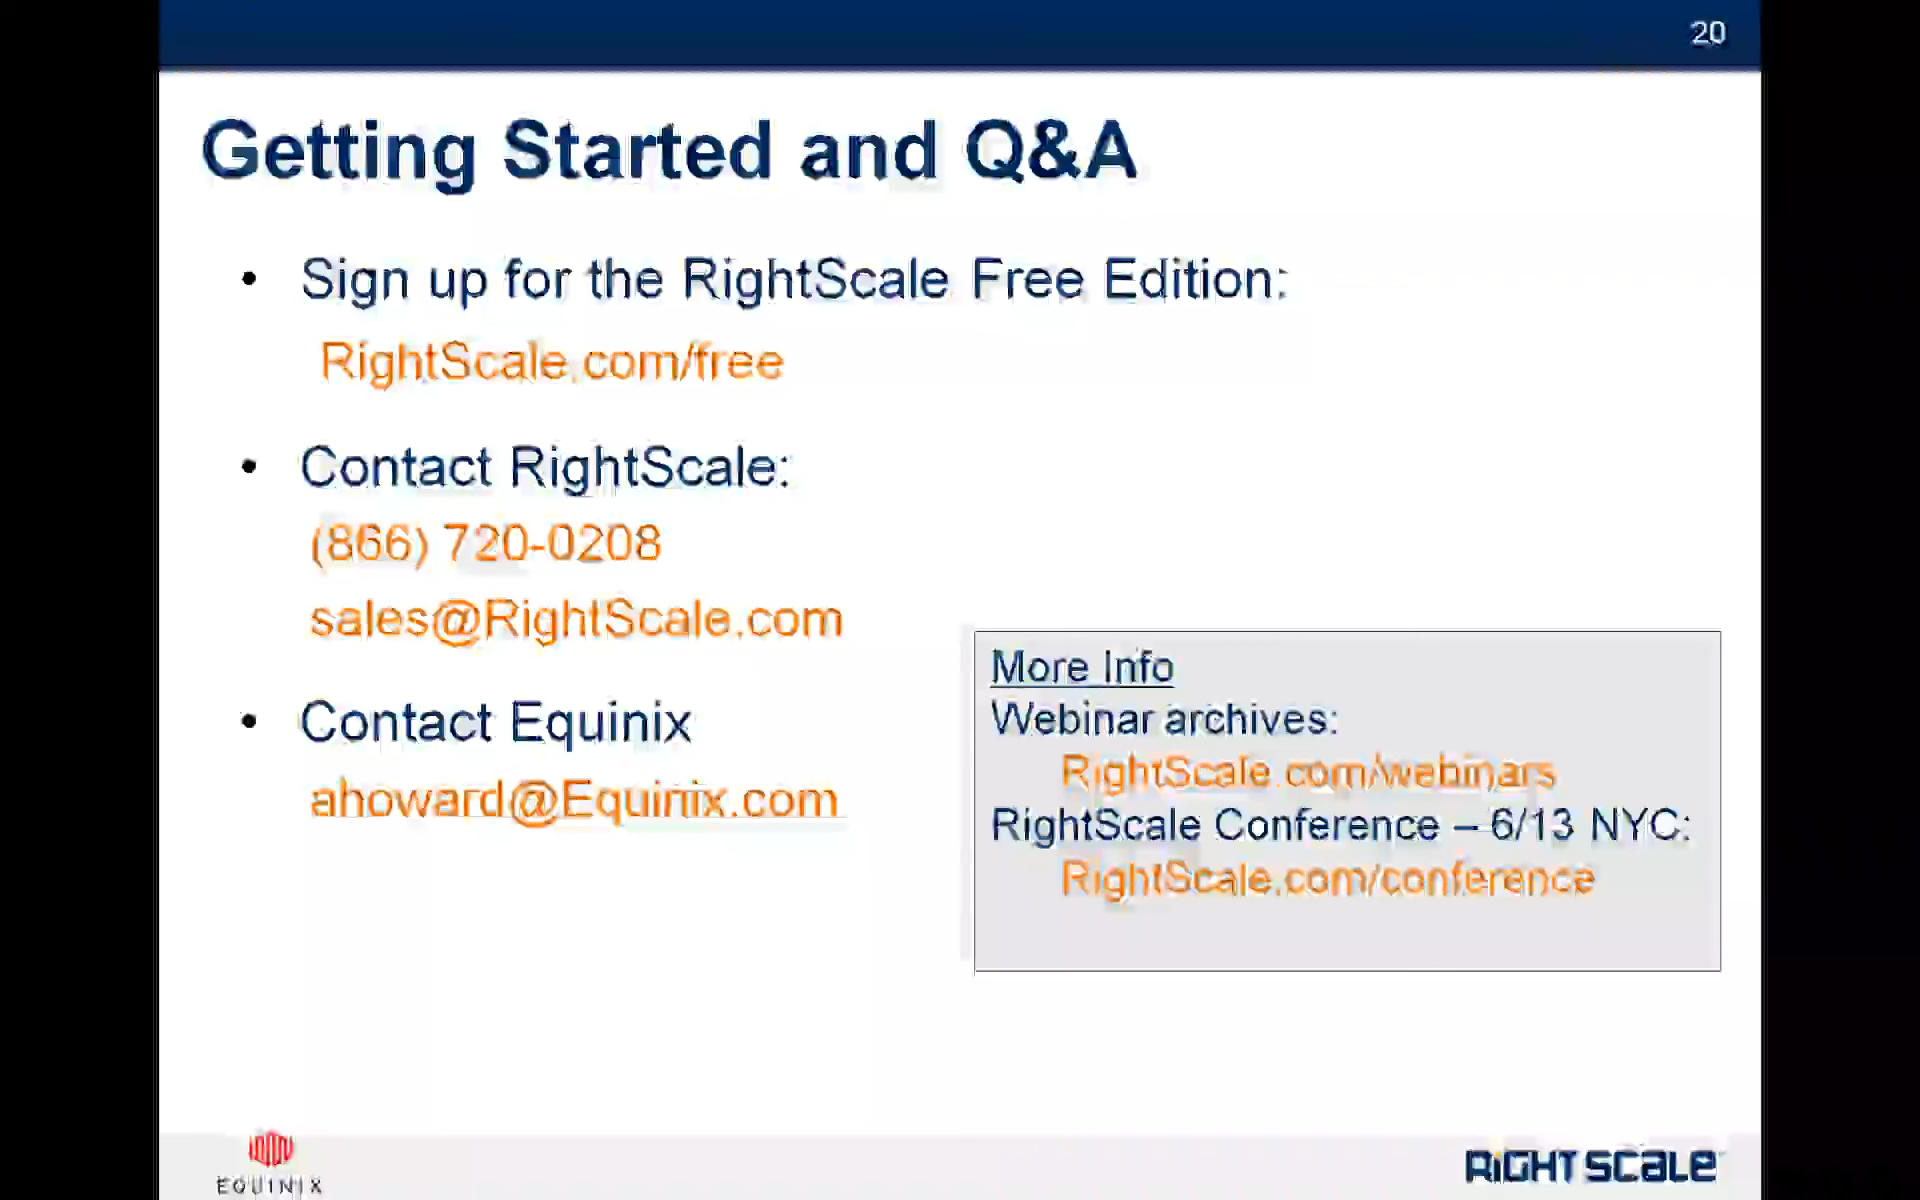 20
Getting Started and Q&A
• Sign up for the RightScale Free Edition:
RightScale.com/free
• Contact RightScale:
(866) 720-0208
sales@RightScale.com
• Contact Equinix
ahoward@Equinix.com
More Info
Webinar archives:
RightScale.com/webinars
RightScale Conference – 6/13 NYC:
RightScale.com/conference
EQUINIX
RIGHTSCALE